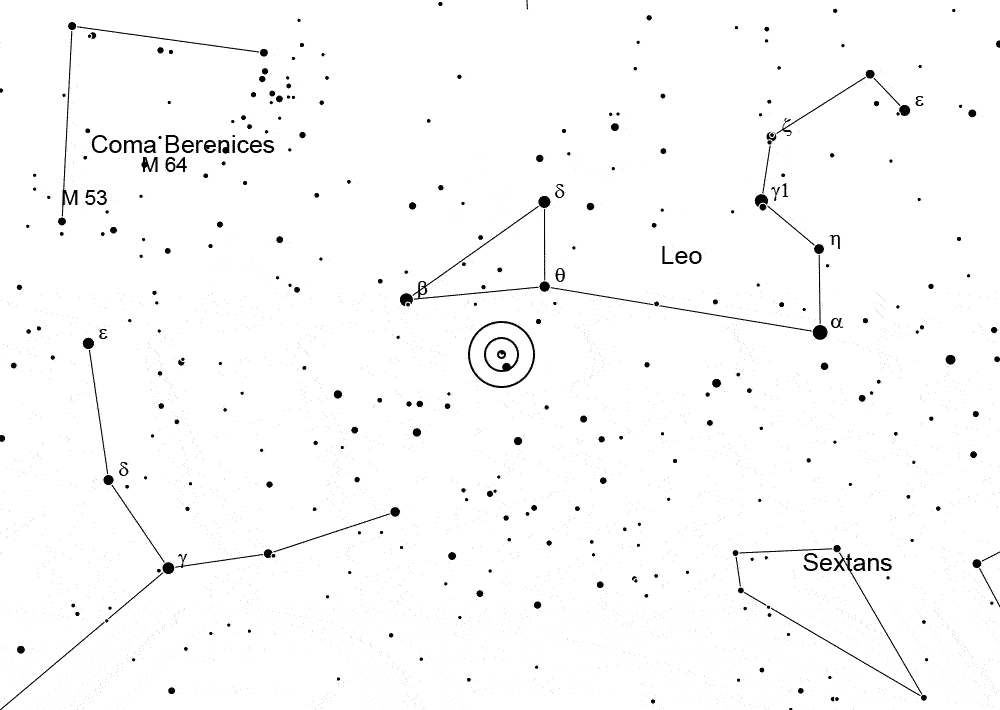 ε
ζ
Coma Berenices
M 64
δ
γ1
M 53
η
Leo
θ
β
α
ε
δ
γ
Sextans